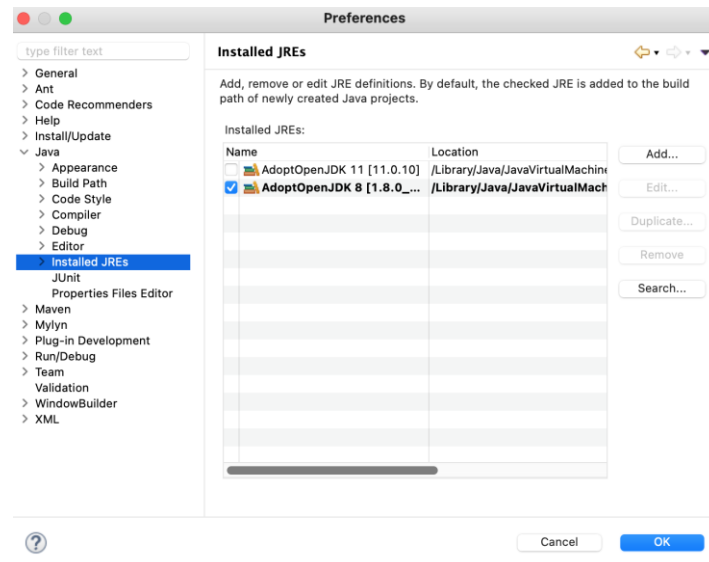 Preferences
type filter text
General
Ant
Code Recommenders
Help
Install/Update
Java
Appearance
Build Path
Code Style
Compiler
Debug
Editor
Installed JREs
JUnit
Properties Files Editor
Maven
Mylyn
Plug-in Development
Run/Debug
Team
Validation
WindowBuilder
XML
Installed JREs
Add, remove or edit JRE definitions. By default, the checked JRE is added to the build
path of newly created Java projects.
Installed JREs:
Name Location
AdoptOpenJDK 11 [11.0.10] /Library/Java/JavaVirtualMachine
AdoptOpenJDK 8 [1.8.0_... /Library/Java/JavaVirtualMach
Add...
Edit...
Duplicate...
Remove
Search...
?
Cancel
OK